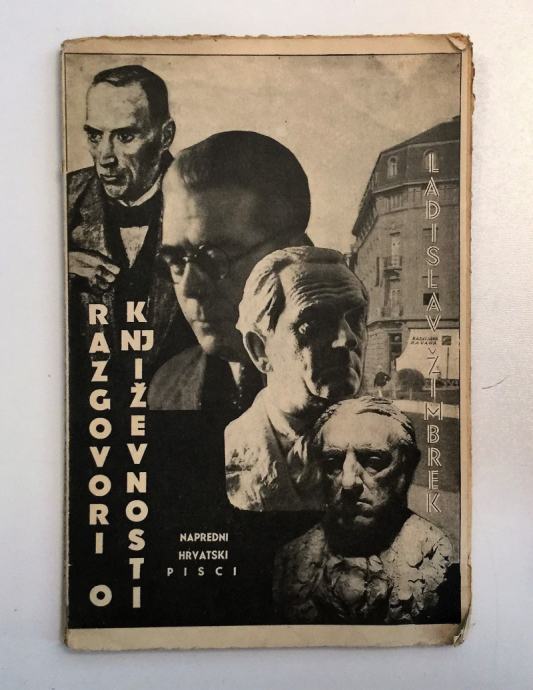 RAZGOVORI O
KNJIŽEVNOSTI
NAPREDNI
HRVATSKI
PISCI
LADISLAV ŽIMBREK